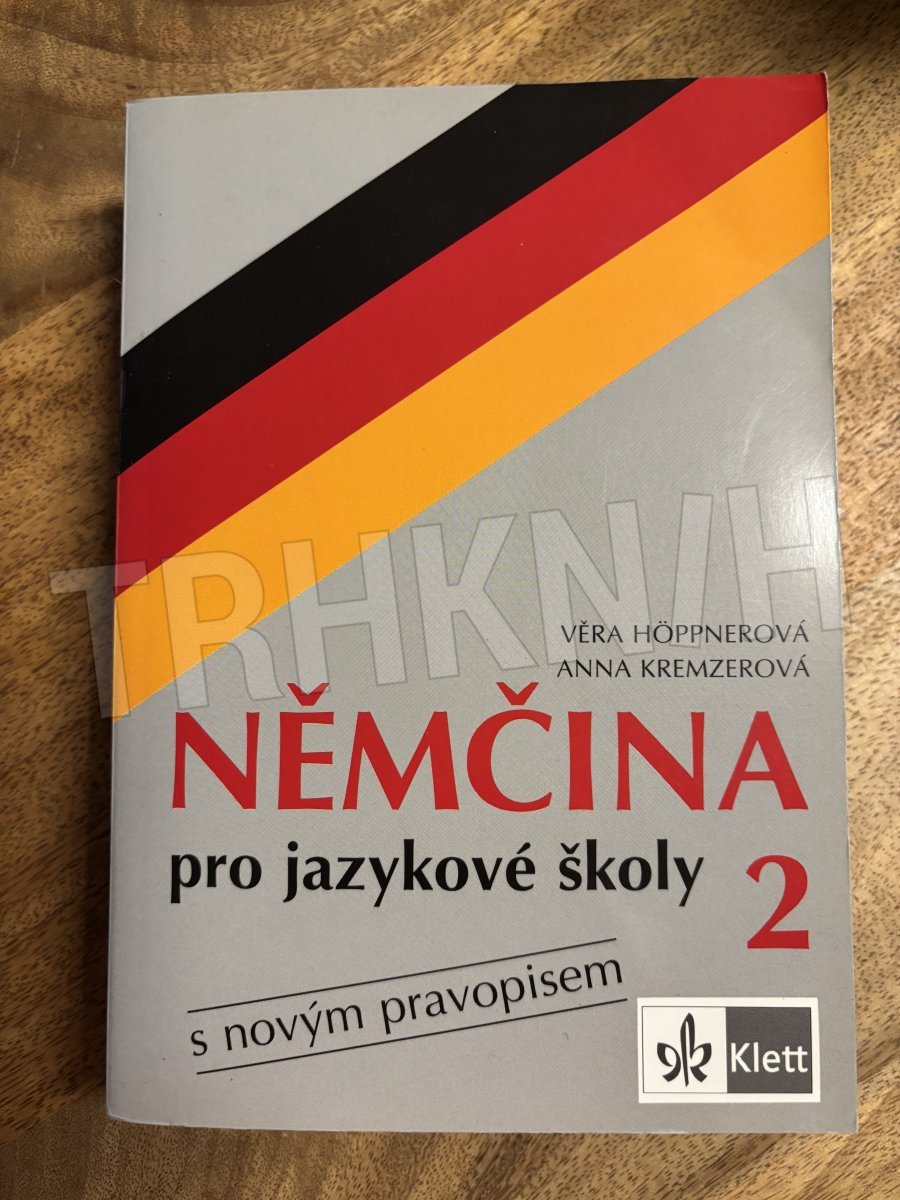 TRHKNIH
VĚRA HÖPPNEROVÁ
ANNA KREMZEROVÁ
NĚMČINA
pro jazykové školy 2
s novým pravopisem
Klett